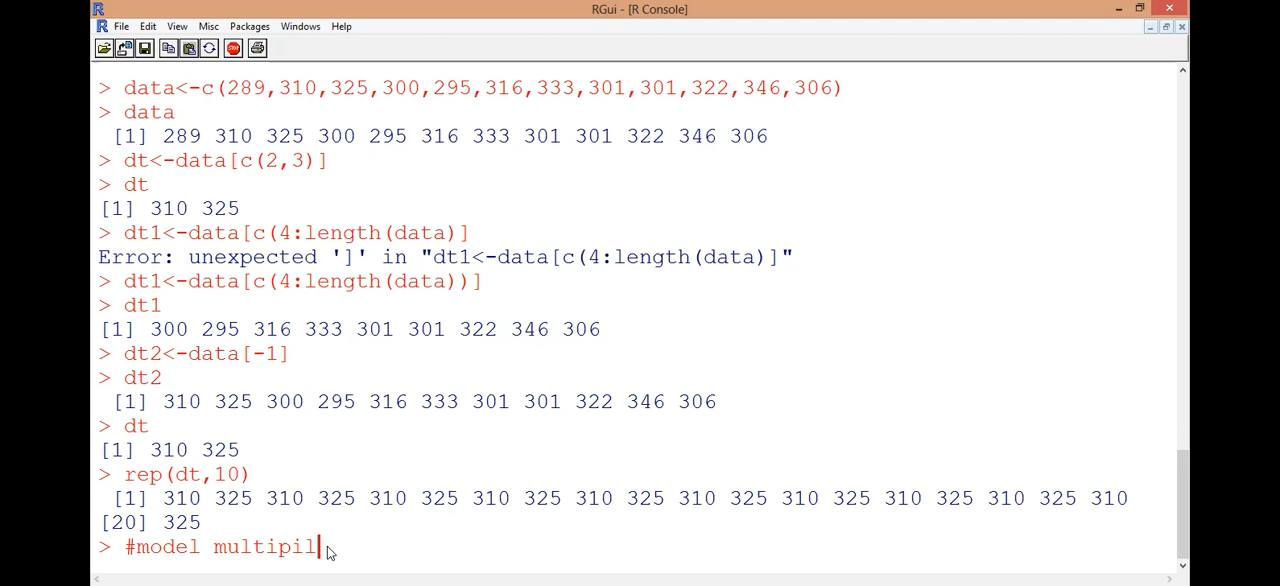 RGui - [R Console]
File Edit View Misc Packages Windows Help
> data<-c(289,310,325,300,295,316,333,301,301,322,346,306)
> data
[1] 289 310 325 300 295 316 333 301 301 322 346 306
> dt<-data[c(2,3)]
> dt
[1] 310 325
> dt1<-data[c(4:length(data)]
Error: unexpected ']' in "dt1<-data[c(4:length(data)]"
> dt1<-data[c(4:length(data))]
> dt1
[1] 300 295 316 333 301 301 322 346 306
> dt2<-data[-1]
> dt2
[1] 310 325 300 295 316 333 301 301 322 346 306
> dt
[1] 310 325
> rep(dt,10)
[1] 310 325 310 325 310 325 310 325 310 325 310 325 310 325 310 325 310 325 310
[20] 325
> #model multipil